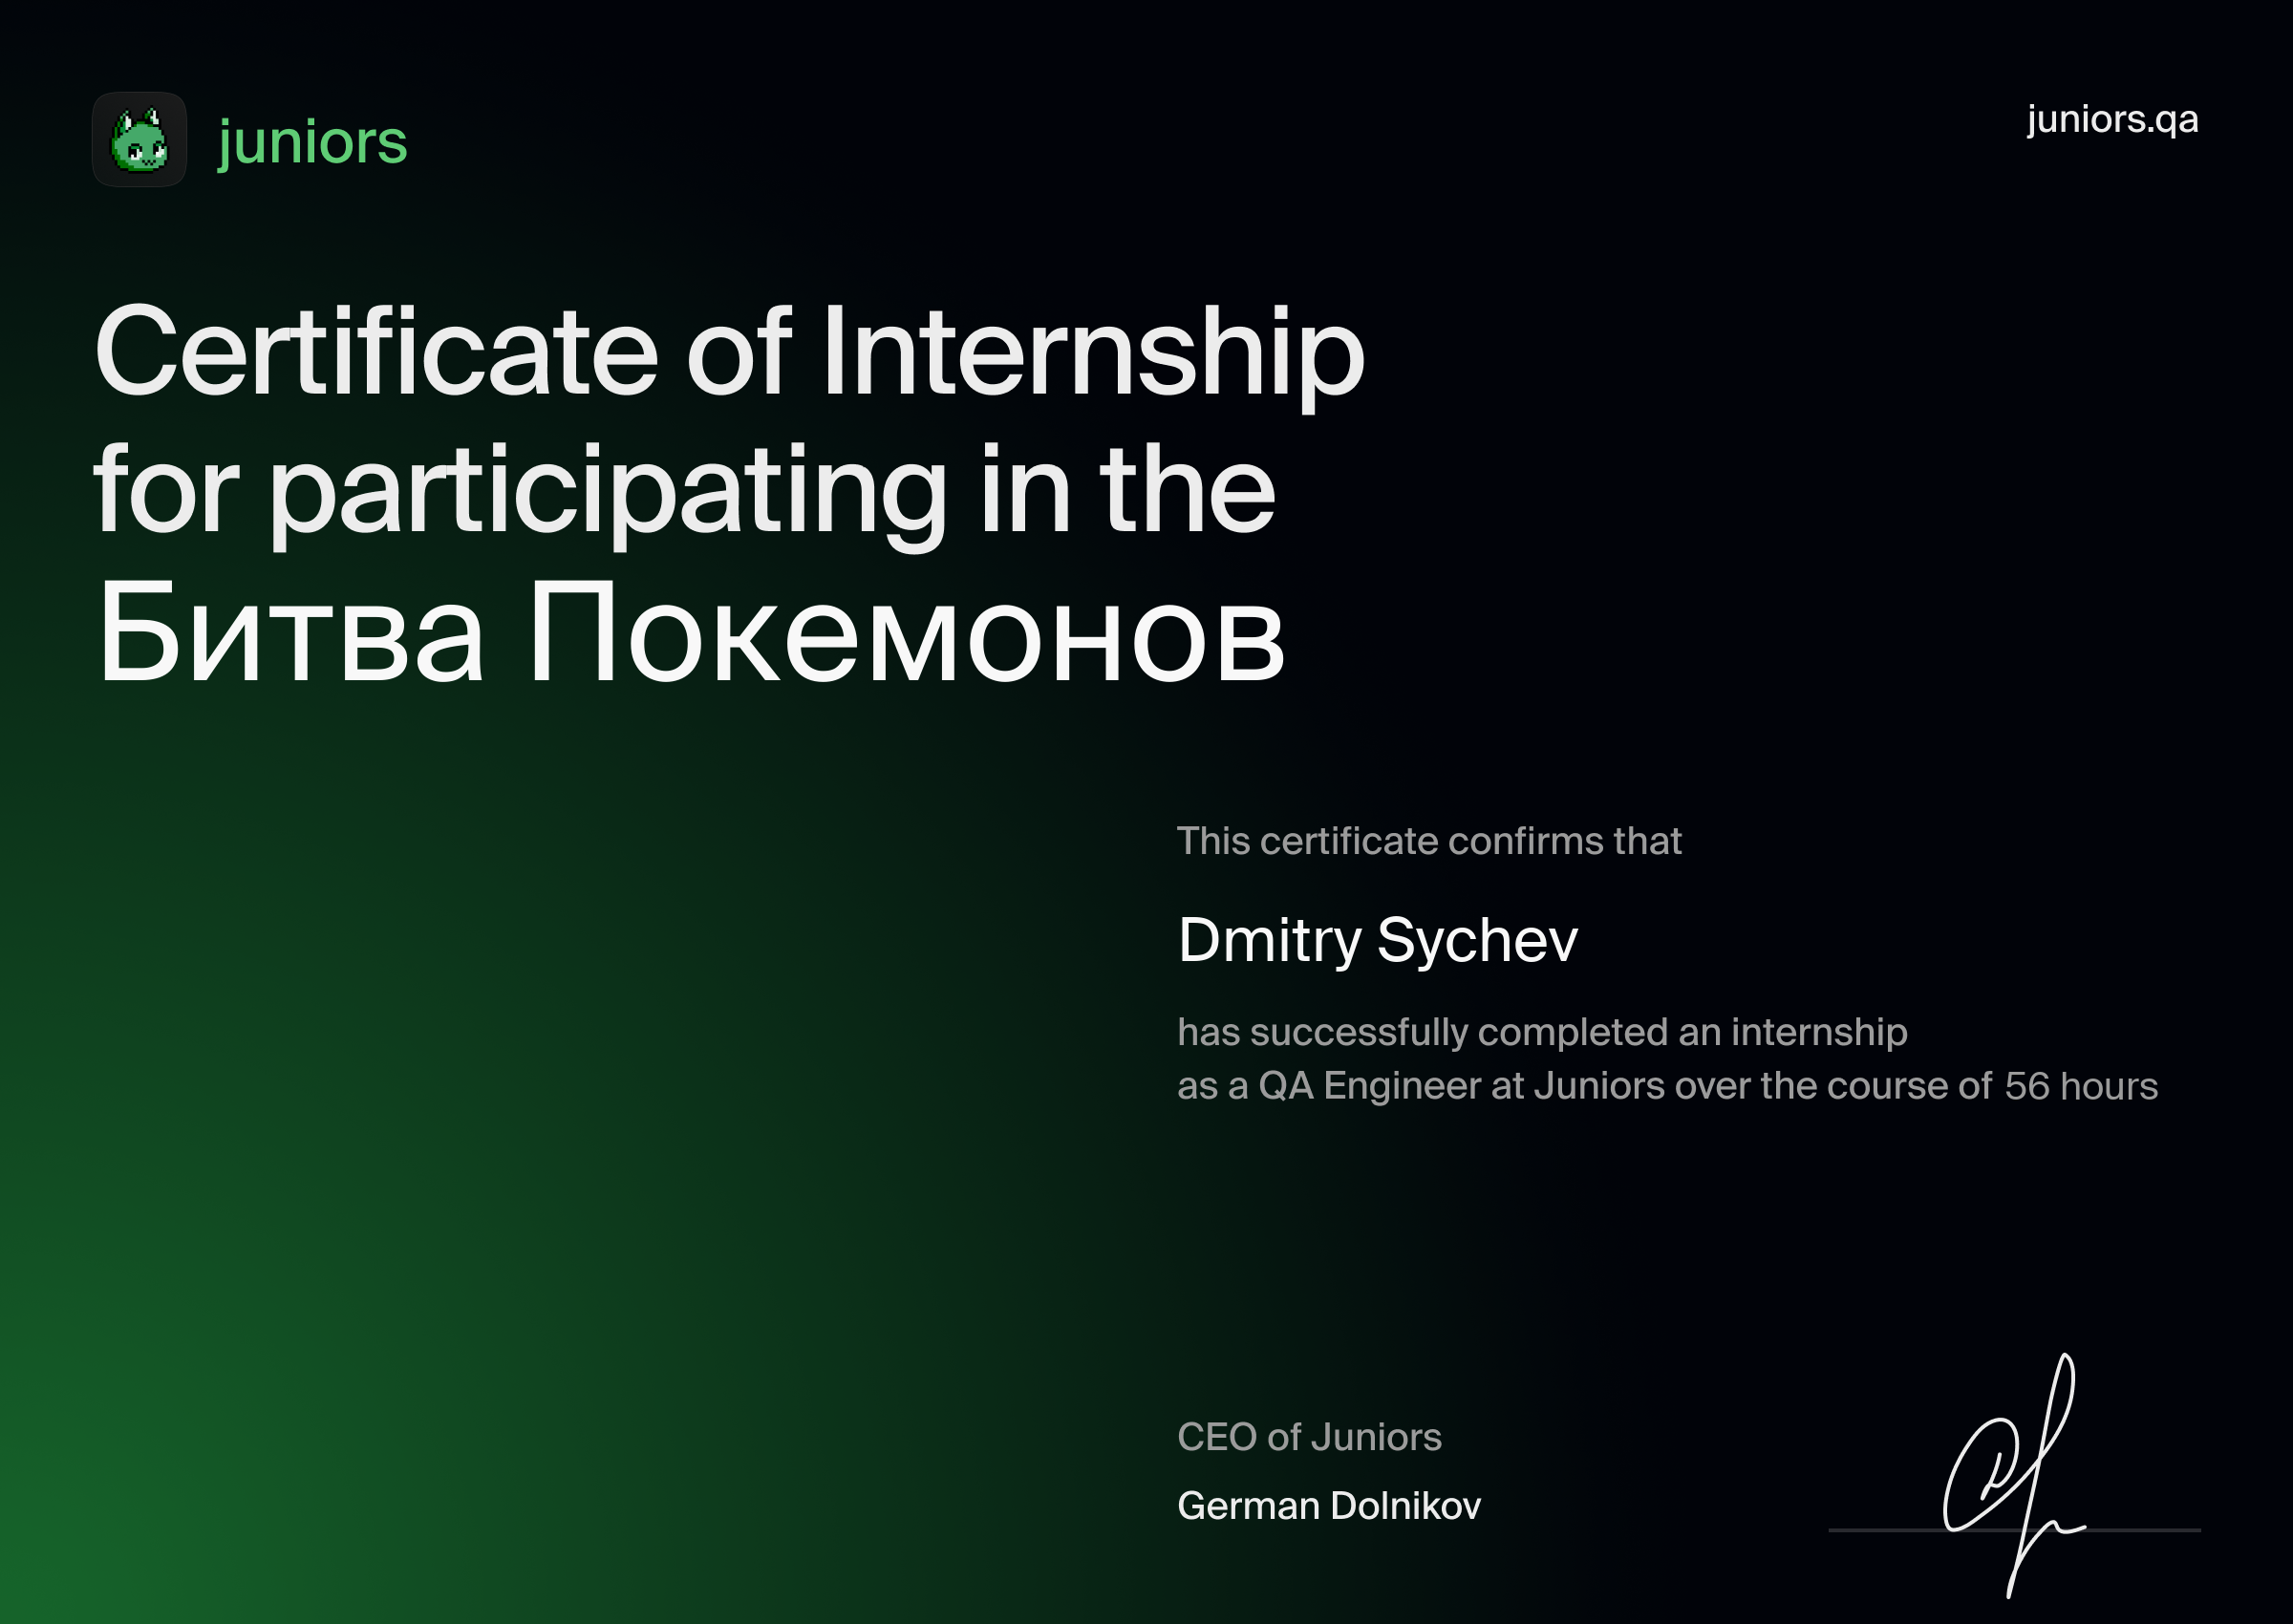 juniors
juniors.qa
Certificate of Internship
for participating in the
Битва Покемонов
This certificate confirms that
Dmitry Sychev
has successfully completed an internship
as a QA Engineer at Juniors over the course of 56 hours
CEO of Juniors
German Dolnikov